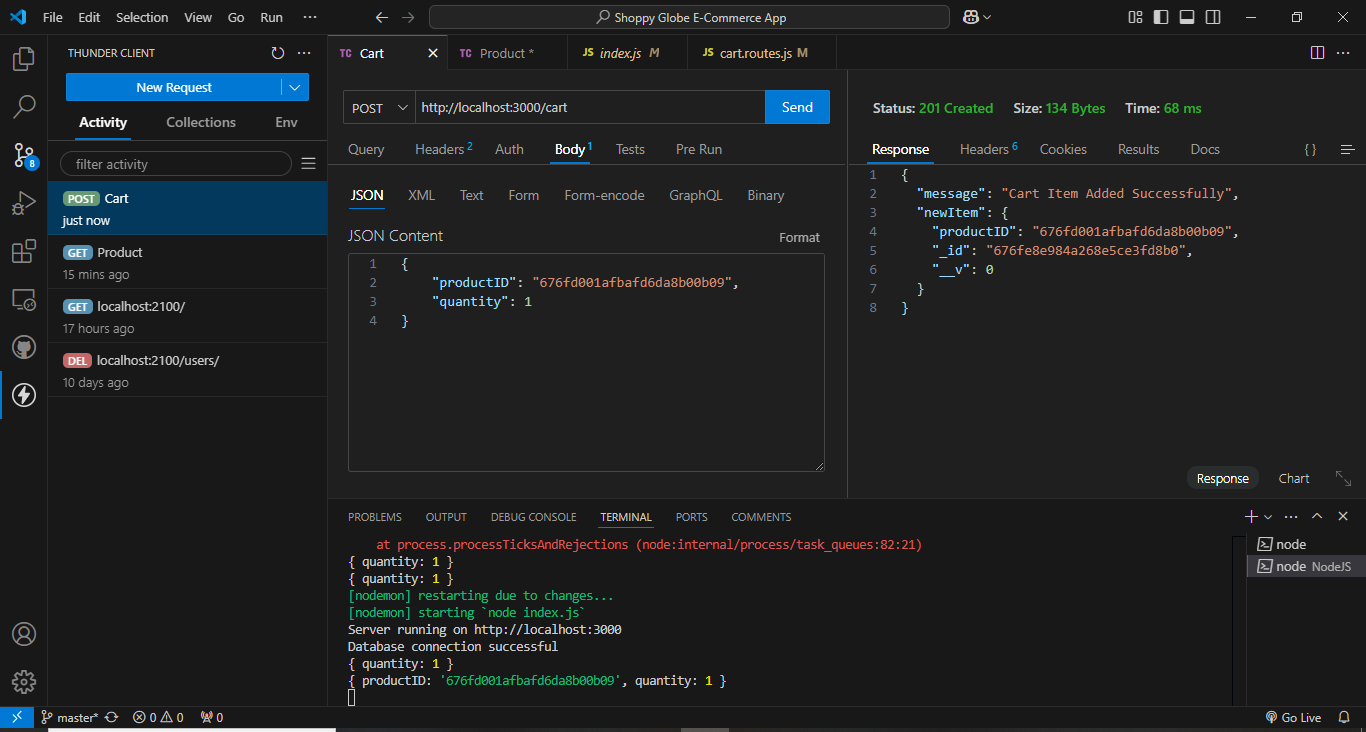 File Edit Selection View Go Run ··· Shoppy Globe E-Commerce App
THUNDER CLIENT
New Request
Activity Collections Env
filter activity
POST Cart
just now
GET Product
15 mins ago
GET localhost:2100/
17 hours ago
DEL localhost:2100/users/
10 days ago
8
TC Cart TC Product * JS index.js M JS cart.routes.js M
POST http://localhost:3000/cart Send
Query Headers 2 Auth Body 1 Tests Pre Run
JSON XML Text Form Form-encode GraphQL Binary
JSON Content Format
1 {
2 "productID": "676fd001afbafd6da8b00b09",
3 "quantity": 1
4 }
Status: 201 Created Size: 134 Bytes Time: 68 ms
Response Headers 6 Cookies Results Docs { }
1 {
2 "message": "Cart Item Added Successfully",
3 "newItem": {
4 "productID": "676fd001afbafd6da8b00b09",
5 "_id": "676fe8e984a268e5ce3fd8b0",
6 "__v": 0
7 }
8 }
Response Chart
PROBLEMS OUTPUT DEBUG CONSOLE TERMINAL PORTS COMMENTS
at process.processTicksAndRejections (node:internal/process/task_queues:82:21)
{ quantity: 1 }
{ quantity: 1 }
[nodemon] restarting due to changes...
[nodemon] starting `node index.js`
Server running on http://localhost:3000
Database connection successful
{ quantity: 1 }
{ productID: '676fd001afbafd6da8b00b09', quantity: 1 }
node
node NodeJS
master* 0 0 0 Go Live